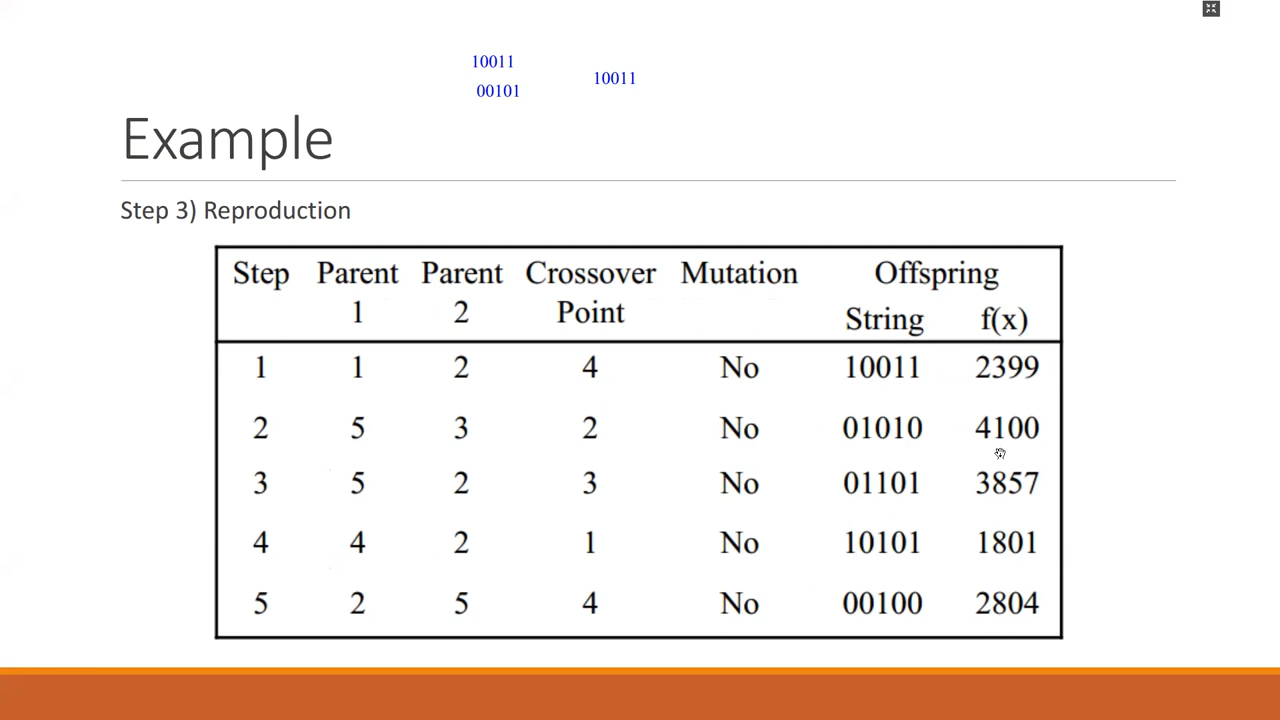 10011
00101
10011
Example
Step 3) Reproduction
Step Parent 1 Parent 2 Crossover Point Mutation Offspring
String f(x)
1 1 2 4 No 10011 2399
2 5 3 2 No 01010 4100
3 5 2 3 No 01101 3857
4 4 2 1 No 10101 1801
5 2 5 4 No 00100 2804